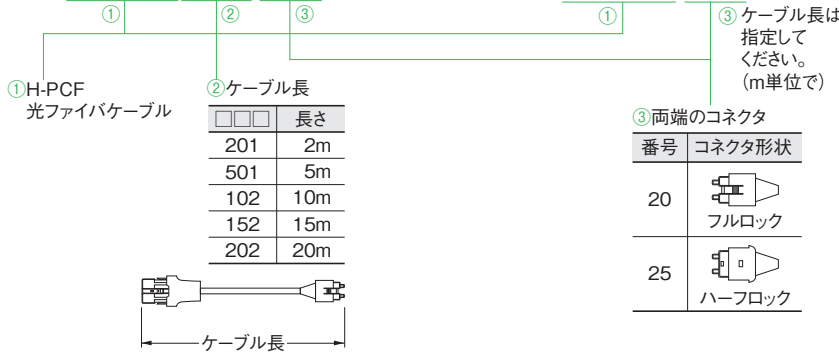 ① ② ③ ① ③ ケーブル長は
指定して
ください。
(m単位で)
①H-PCF
光ファイバケーブル
②ケーブル長
□□□ 長さ
201 2m
501 5m
102 10m
152 15m
202 20m
ケーブル長
③両端のコネクタ
番号 コネクタ形状
20 フルロック
25 ハーフロック